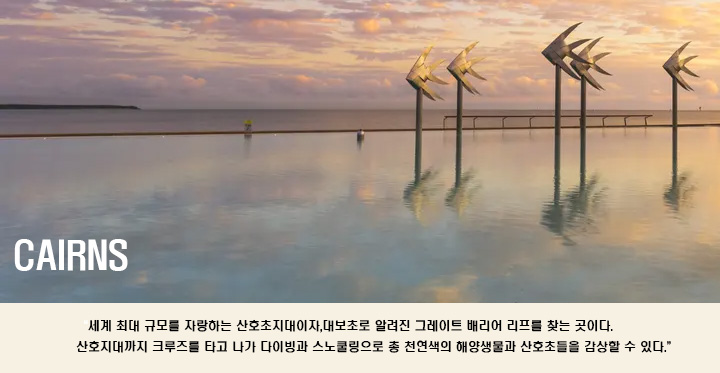 CAIRNS
세계 최대 규모를 자랑하는 산호초지대이자,대보초로 알려진 그레이트 배리어 리프를 찾는 곳이다.
산호지대까지 크루즈를 타고 나가 다이빙과 스노쿨링으로 총 천연색의 해양생물과 산호초들을 감상할 수 있다.”